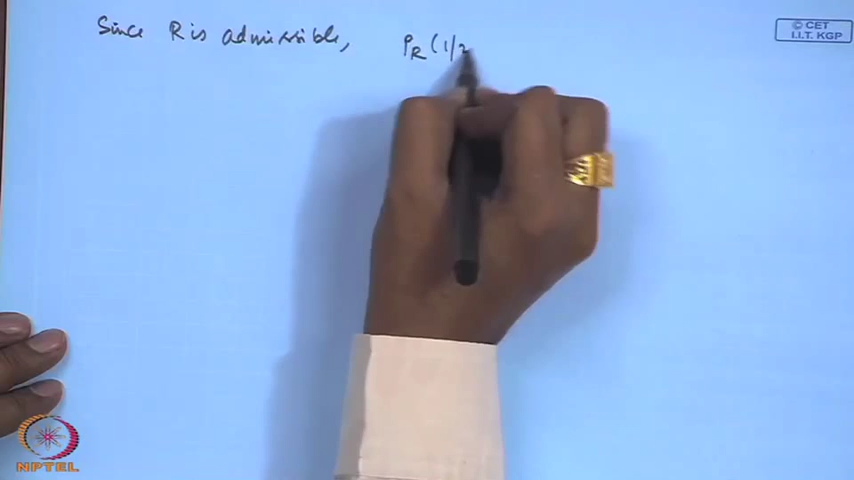 Since R is admissible, P_R (1/2
© CET
I.I.T. KGP
NPTEL